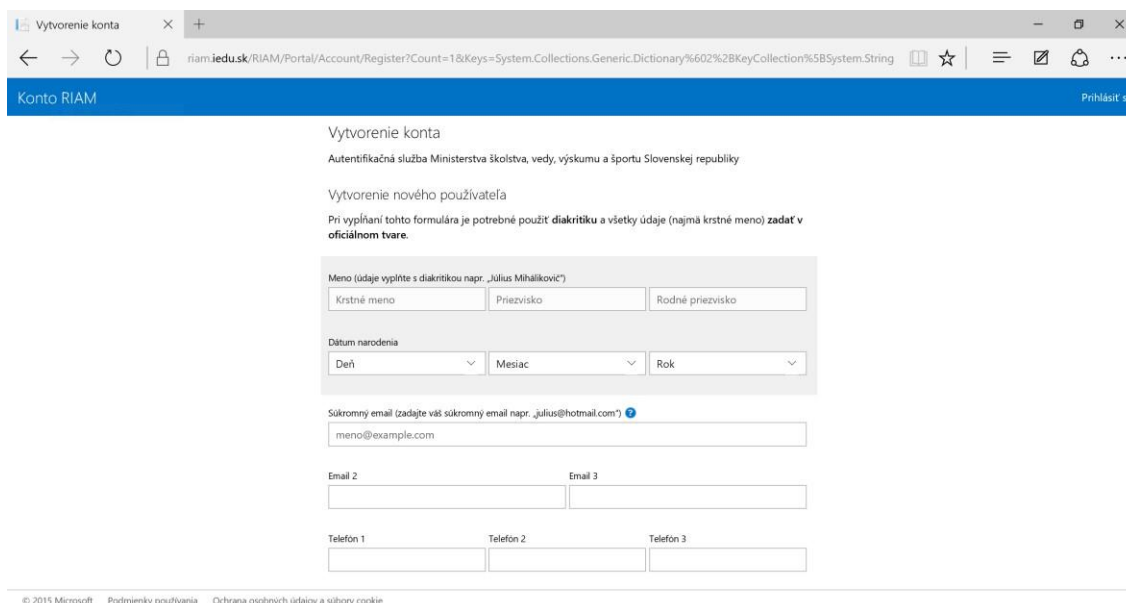 Vytvorenie konta
riam.iedu.sk/RIAM/Portal/Account/Register?Count=1&Keys=System.Collections.Generic.Dictionary%602%2BKeyCollection%5BSystem.String
Konto RIAM
Prihlásiť s
Vytvorenie konta
Autentifikačná služba Ministerstva školstva, vedy, výskumu a športu Slovenskej republiky
Vytvorenie nového používateľa
Pri vypĺňaní tohto formulára je potrebné použiť diakritiku a všetky údaje (najmä krstné meno) zadať v
oficiálnom tvare.
Meno (údaje vyplňte s diakritikou napr. „Július Mihálikovič“)
Krstné meno Priezvisko Rodné priezvisko
Dátum narodenia
Deň Mesiac Rok
Súkromný email (zadajte váš súkromný email napr. „julius@hotmail.com“) ?
meno@example.com
Email 2 Email 3
Telefón 1 Telefón 2 Telefón 3
© 2015 Microsoft Podmienky používania Ochrana osobných údajov a súbory cookie